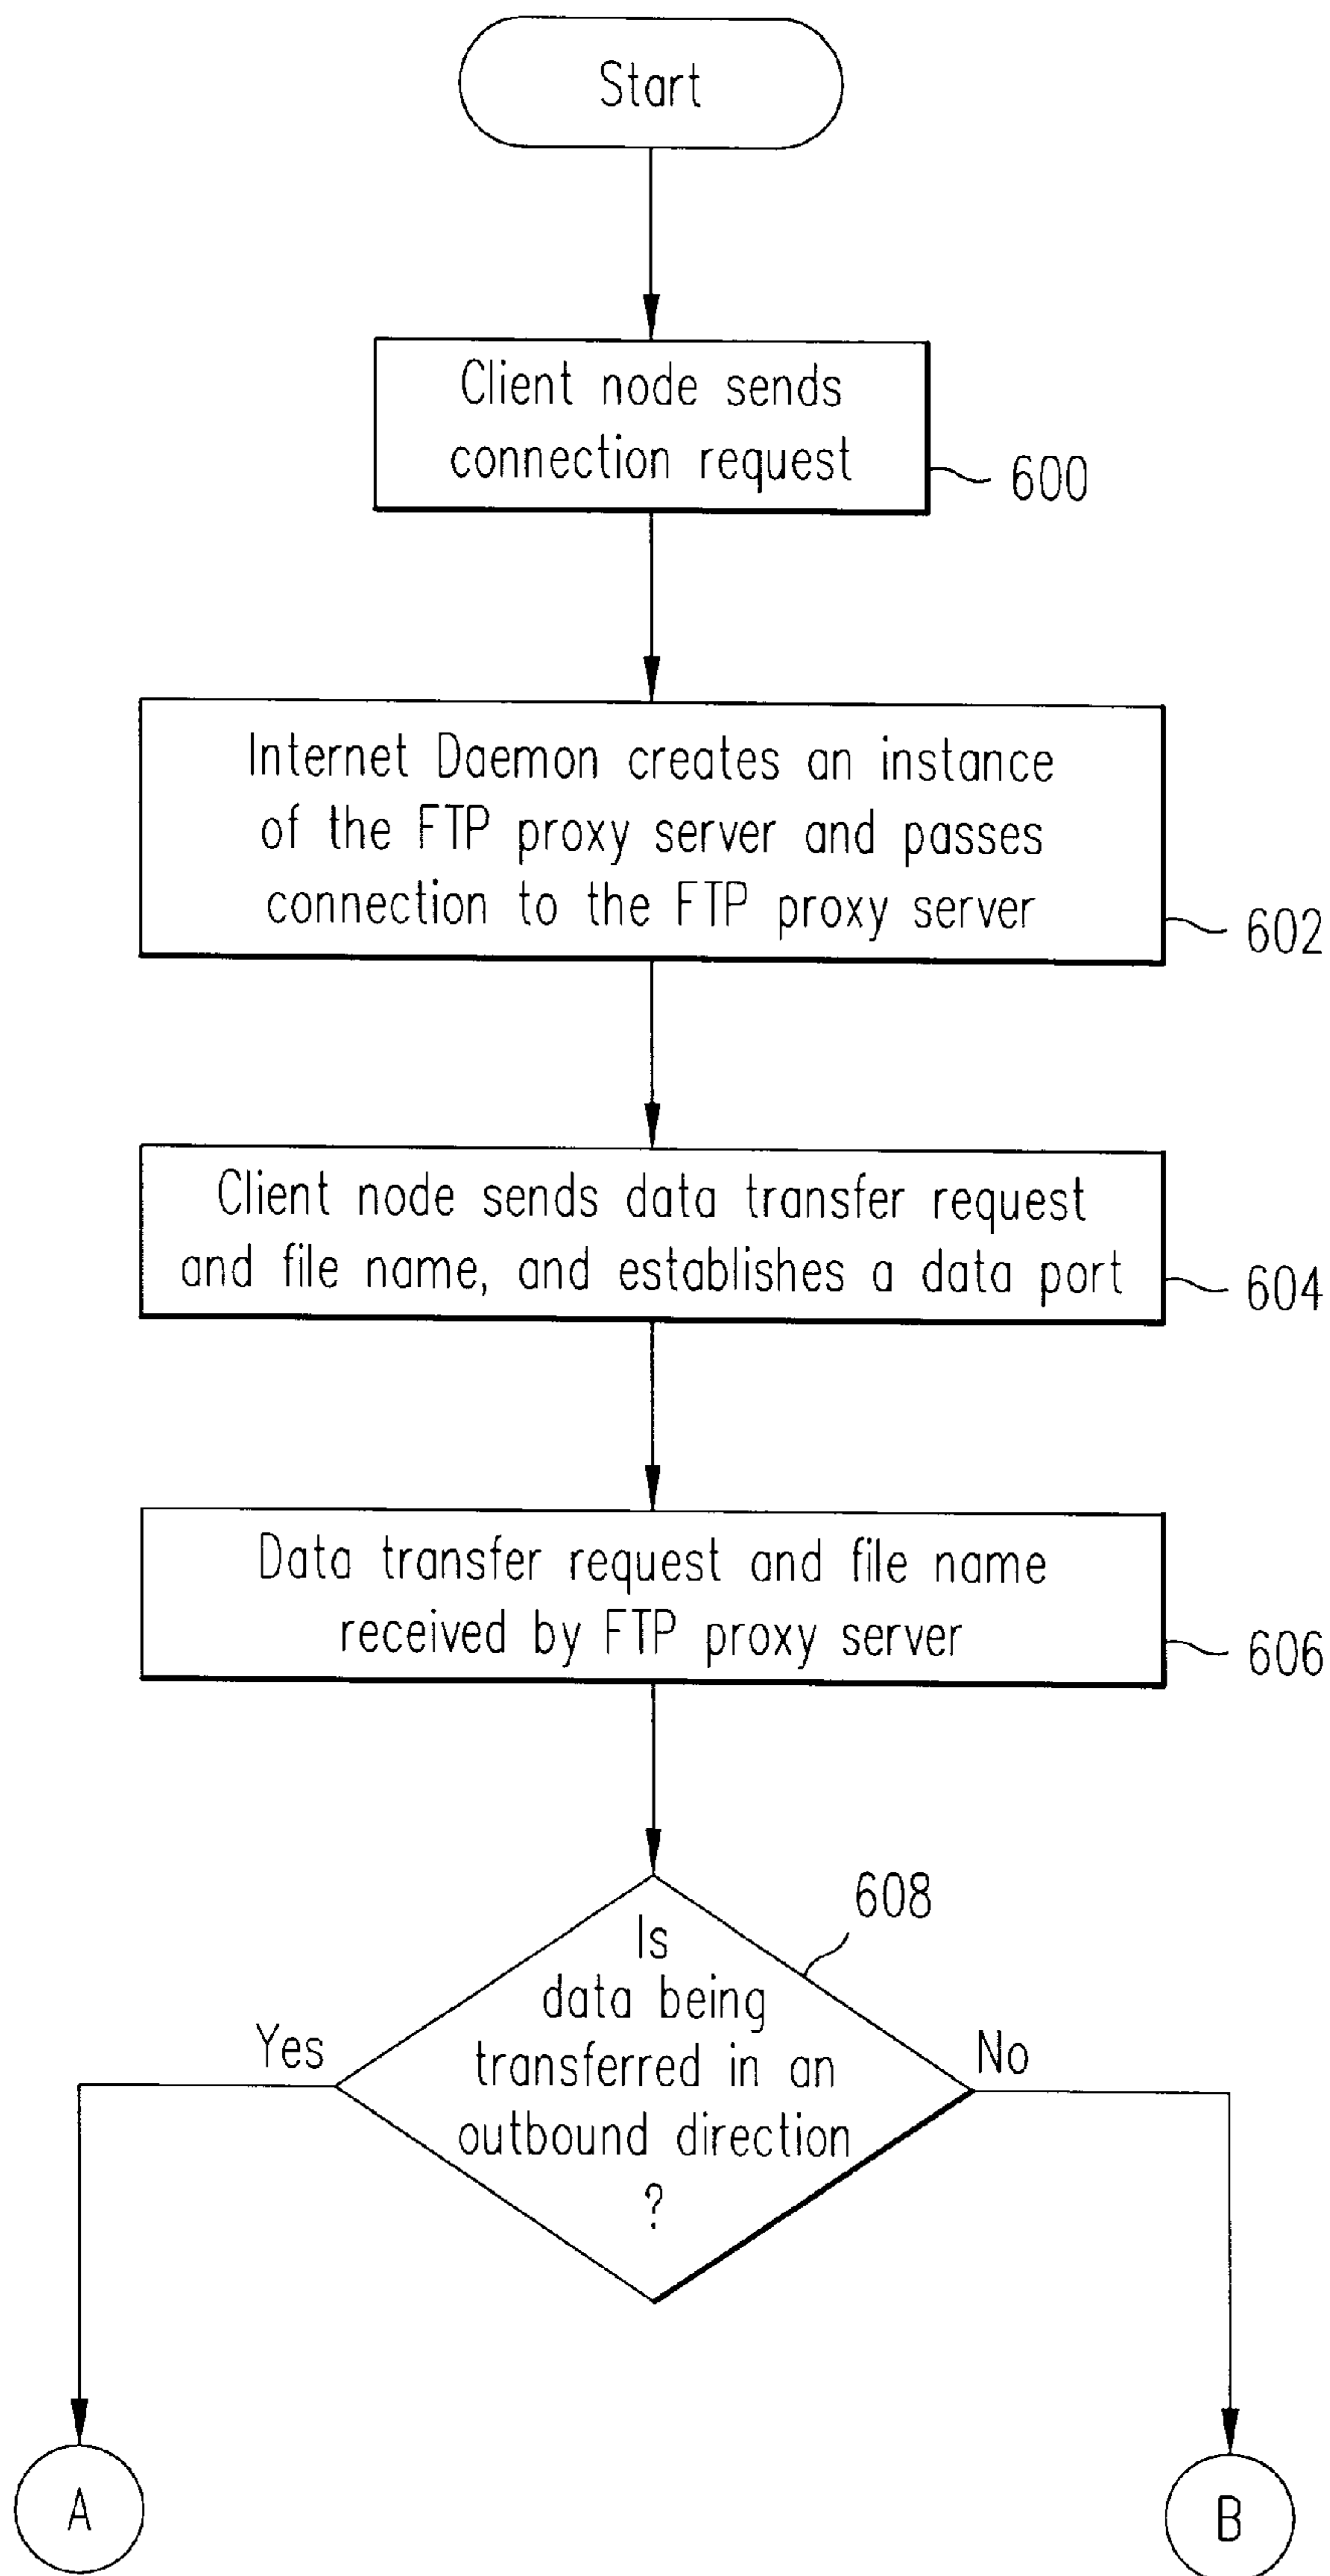 Start
Client node sends
connection request
600
Internet Daemon creates an instance
of the FTP proxy server and passes
connection to the FTP proxy server
602
Client node sends data transfer request
and file name, and establishes a data port
604
Data transfer request and file name
received by FTP proxy server
606
608
Is
data being
transferred in an
outbound direction
?
Yes
No
A
B